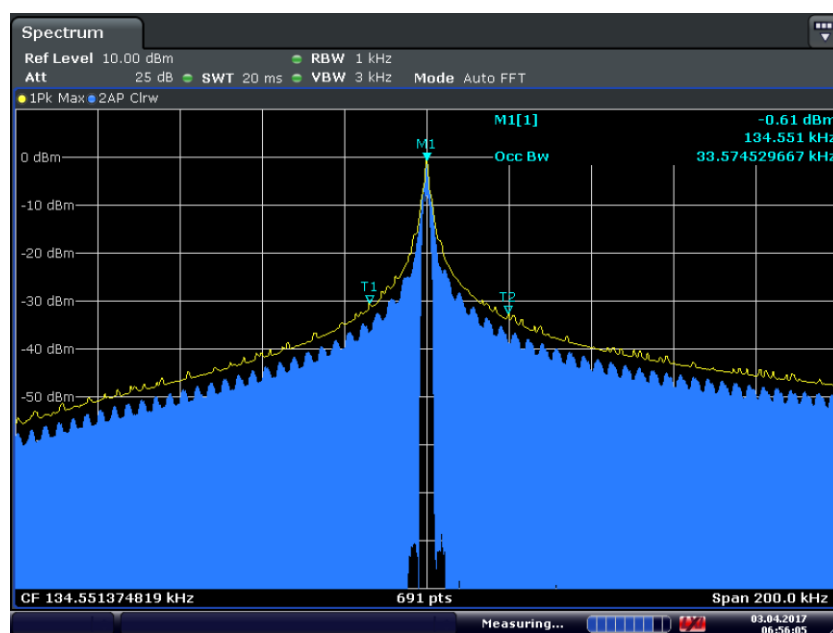 Spectrum
Ref Level 10.00 dBm RBW 1 kHz
Att 25 dB SWT 20 ms VBW 3 kHz Mode Auto FFT
1Pk Max 2AP Clrw
M1[1] -0.61 dBm
134.551 kHz
Occ Bw 33.574529667 kHz
M1
0 dBm
-10 dBm
-20 dBm
T1
T2
-30 dBm
-40 dBm
-50 dBm
CF 134.551374819 kHz 691 pts Span 200.0 kHz
Measuring... 03.04.2017
06:56:05